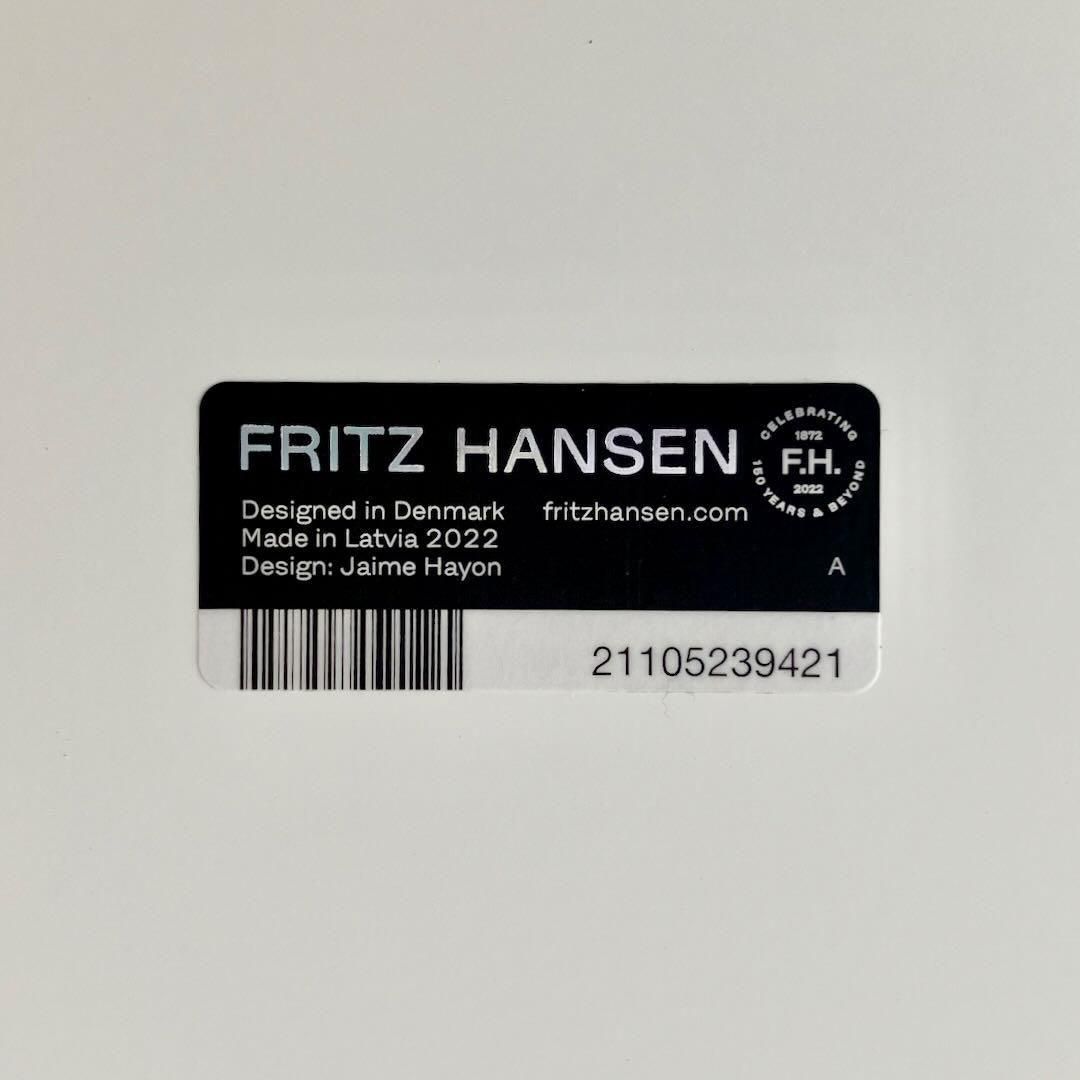 FRITZ HANSEN
CELEBRATING
1872
F.H.
2022
150 YEARS & BEYOND
Designed in Denmark
fritzhansen.com
Made in Latvia 2022
Design: Jaime Hayon
A
21105239421